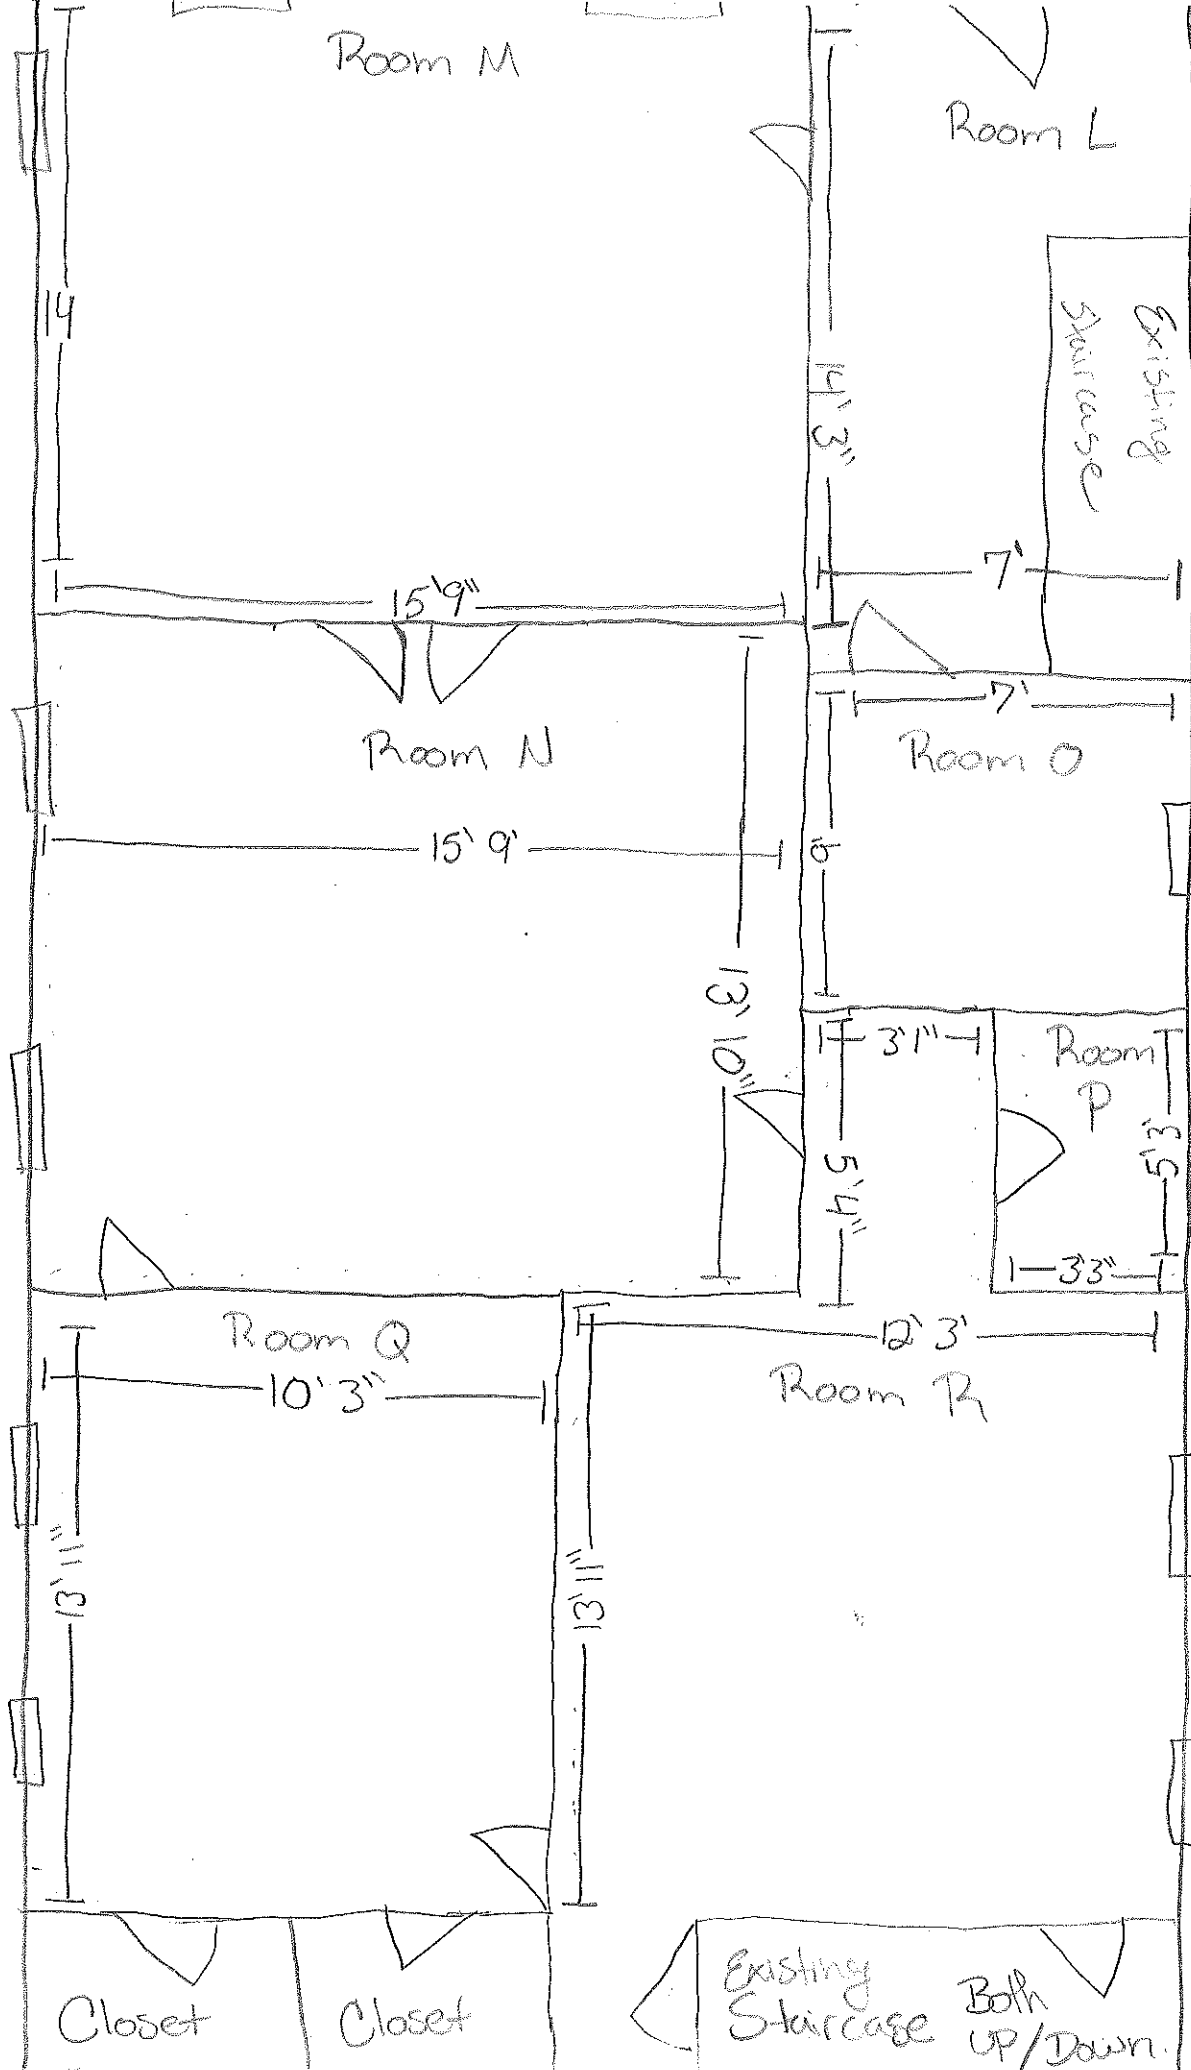 Room M
Room L
14
14' 3"
Existing
Staircase
7'
15'9"
7'
Room N
Room O
15' 9'
13' 10"
3'1"
Room
P
5'4"
5'3"
3'3"
Room Q
12' 3'
10' 3"
Room R
13' 11"
13' 11"
Existing
Staircase
Both
UP/Down.
Closet
Closet